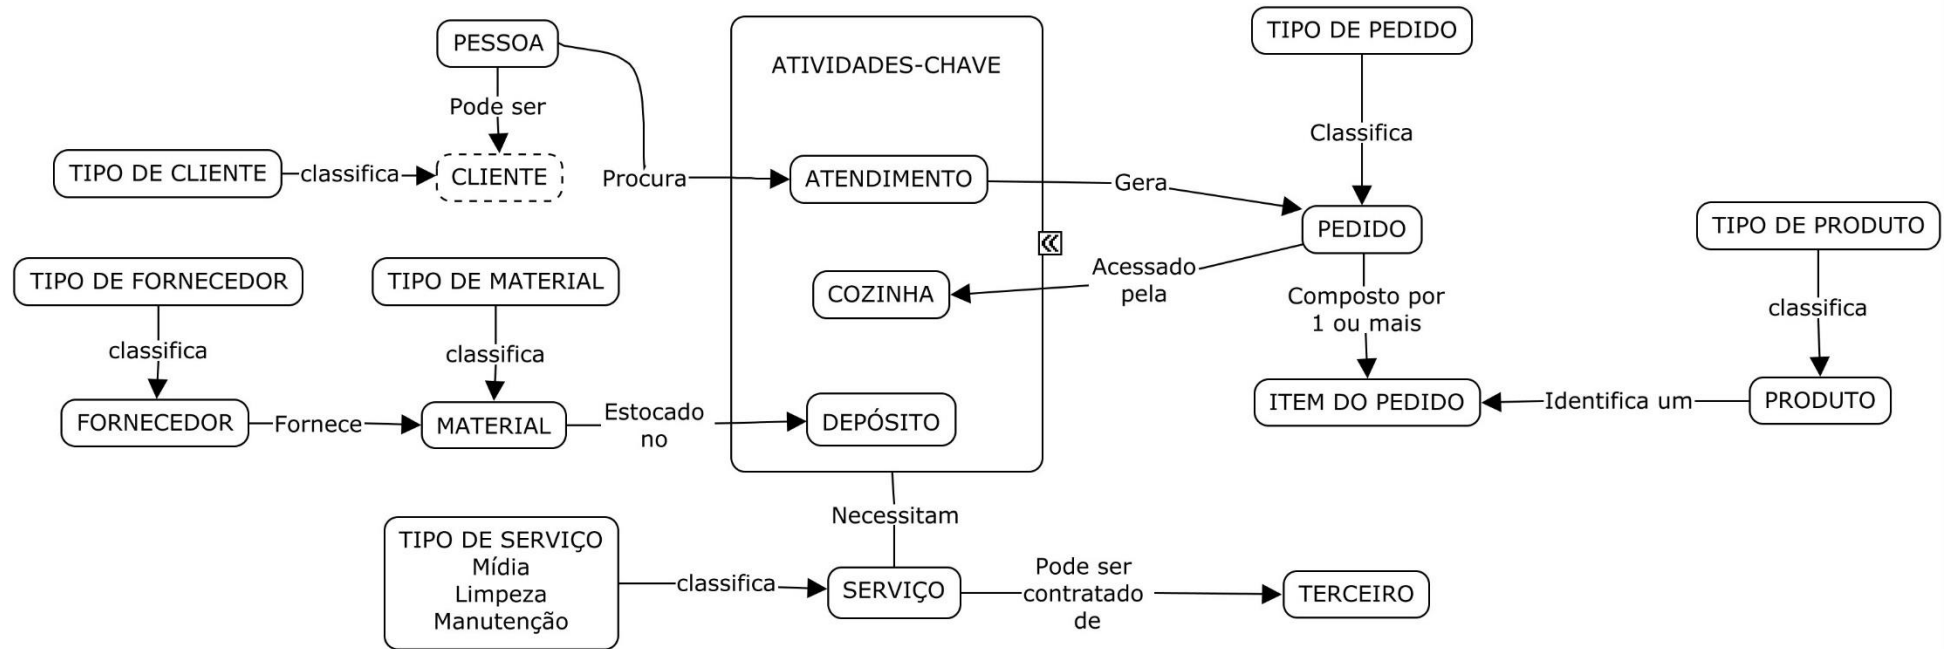 TIPO DE PEDIDO
PESSOA
ATIVIDADES-CHAVE
Pode ser
Classifica
TIPO DE CLIENTE
classifica
CLIENTE
Procura
ATENDIMENTO
Gera
PEDIDO
TIPO DE PRODUTO
TIPO DE FORNECEDOR
TIPO DE MATERIAL
COZINHA
Acessado
pela
Composto por
1 ou mais
classifica
classifica
classifica
FORNECEDOR
Fornece
MATERIAL
Estocado
no
DEPÓSITO
ITEM DO PEDIDO
Identifica um
PRODUTO
Necessitam
TIPO DE SERVIÇO
Mídia
Limpeza
Manutenção
classifica
SERVIÇO
Pode ser
contratado
de
TERCEIRO